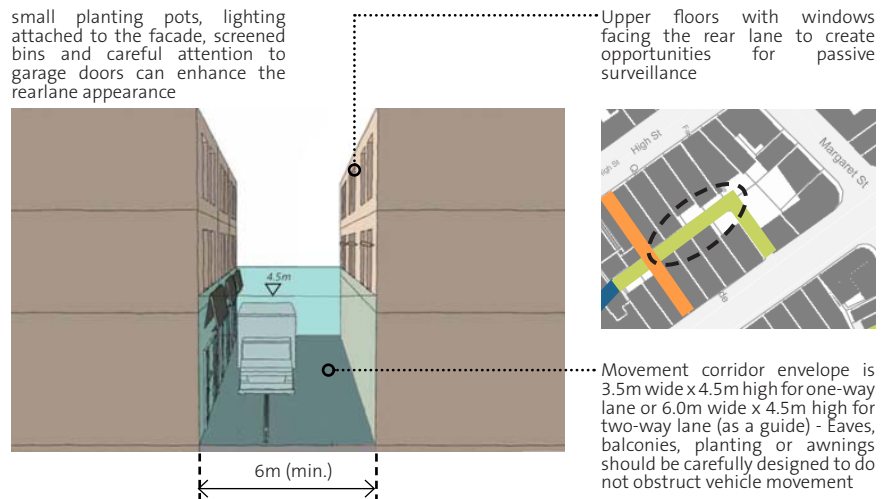 small planting pots, lighting
attached to the facade, screened
bins and careful attention to
garage doors can enhance the
rearlane appearance
Upper floors with windows
facing the rear lane to create
opportunities for passive
surveillance
4.5m
6m (min.)
High St
Margaret St
Movement corridor envelope is
3.5m wide x 4.5m high for one-way
lane or 6.0m wide x 4.5m high for
two-way lane (as a guide) - Eaves,
balconies, planting or awnings
should be carefully designed to do
not obstruct vehicle movement